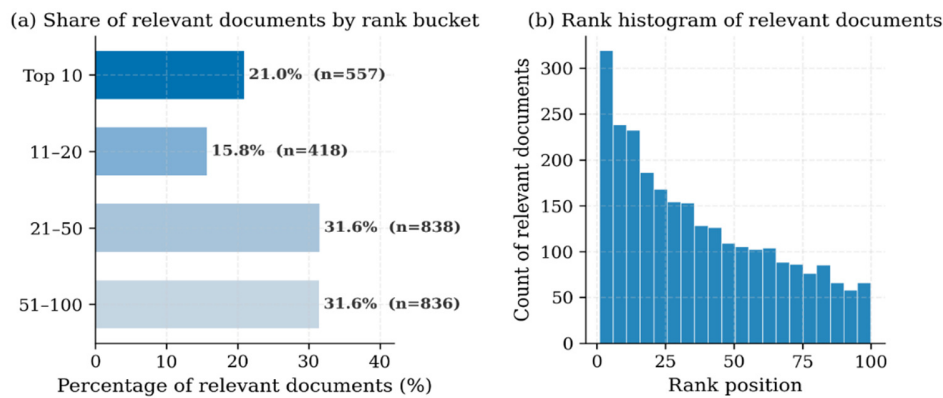 (a) Share of relevant documents by rank bucket
Top 10
21.0% (n=557)
11–20
15.8% (n=418)
21–50
31.6% (n=838)
51–100
31.6% (n=836)
0 10 20 30 40
Percentage of relevant documents (%)
(b) Rank histogram of relevant documents
Count of relevant documents
300
250
200
150
100
50
0
0 25 50 75 100
Rank position